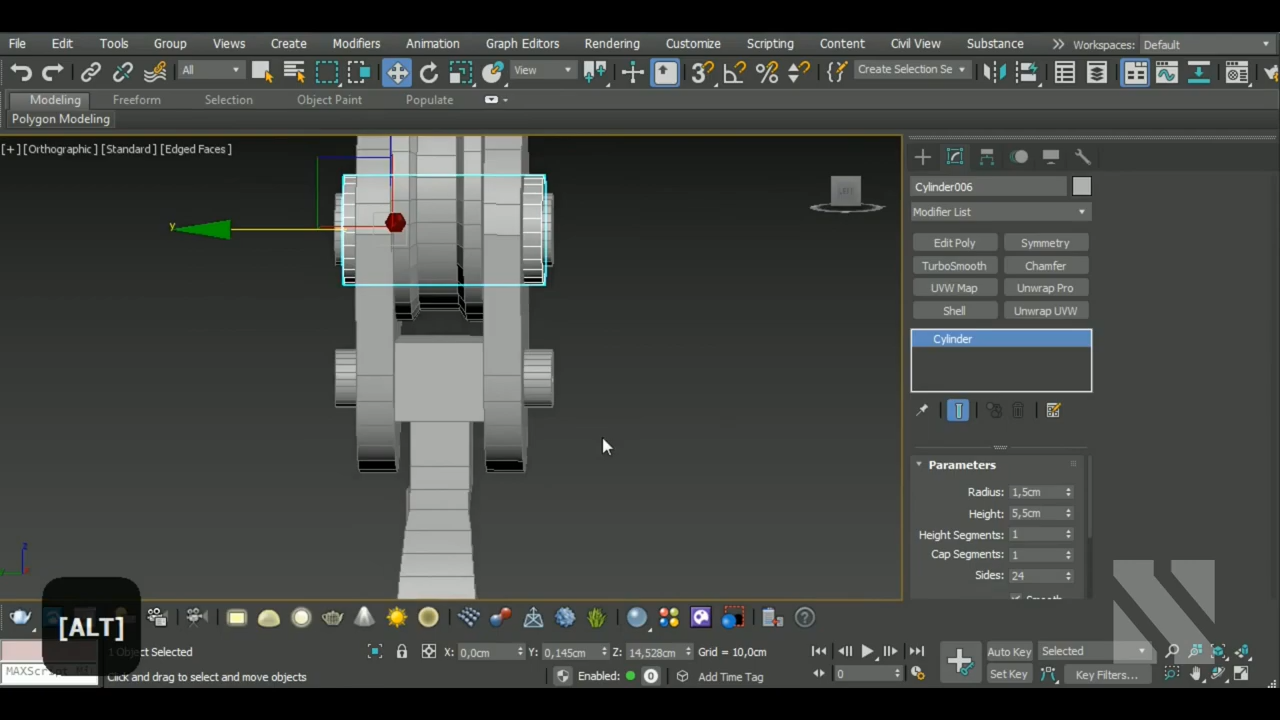 File Edit Tools Group Views Create Modifiers Animation Graph Editors Rendering Customize Scripting Content Civil View Substance Workspaces: Default
All View Create Selection Se
Modeling Freeform Selection Object Paint Populate
Polygon Modeling
[+] [Orthographic] [Standard] [Edged Faces]
Cylinder006
Modifier List
Edit Poly Symmetry
TurboSmooth Chamfer
UVW Map Unwrap Pro
Shell Unwrap UVW
Cylinder
Parameters
Radius: 1,5cm
Height: 5,5cm
Height Segments: 1
Cap Segments: 1
Sides: 24
Smooth
y
z
[ALT]
1 Object Selected X: 0,0cm Y: 0,145cm Z: 14,528cm Grid = 10,0cm Auto Key Selected
MAXScript Mi
Click and drag to select and move objects Enabled: 0 Add Time Tag 0 Set Key Key Filters...